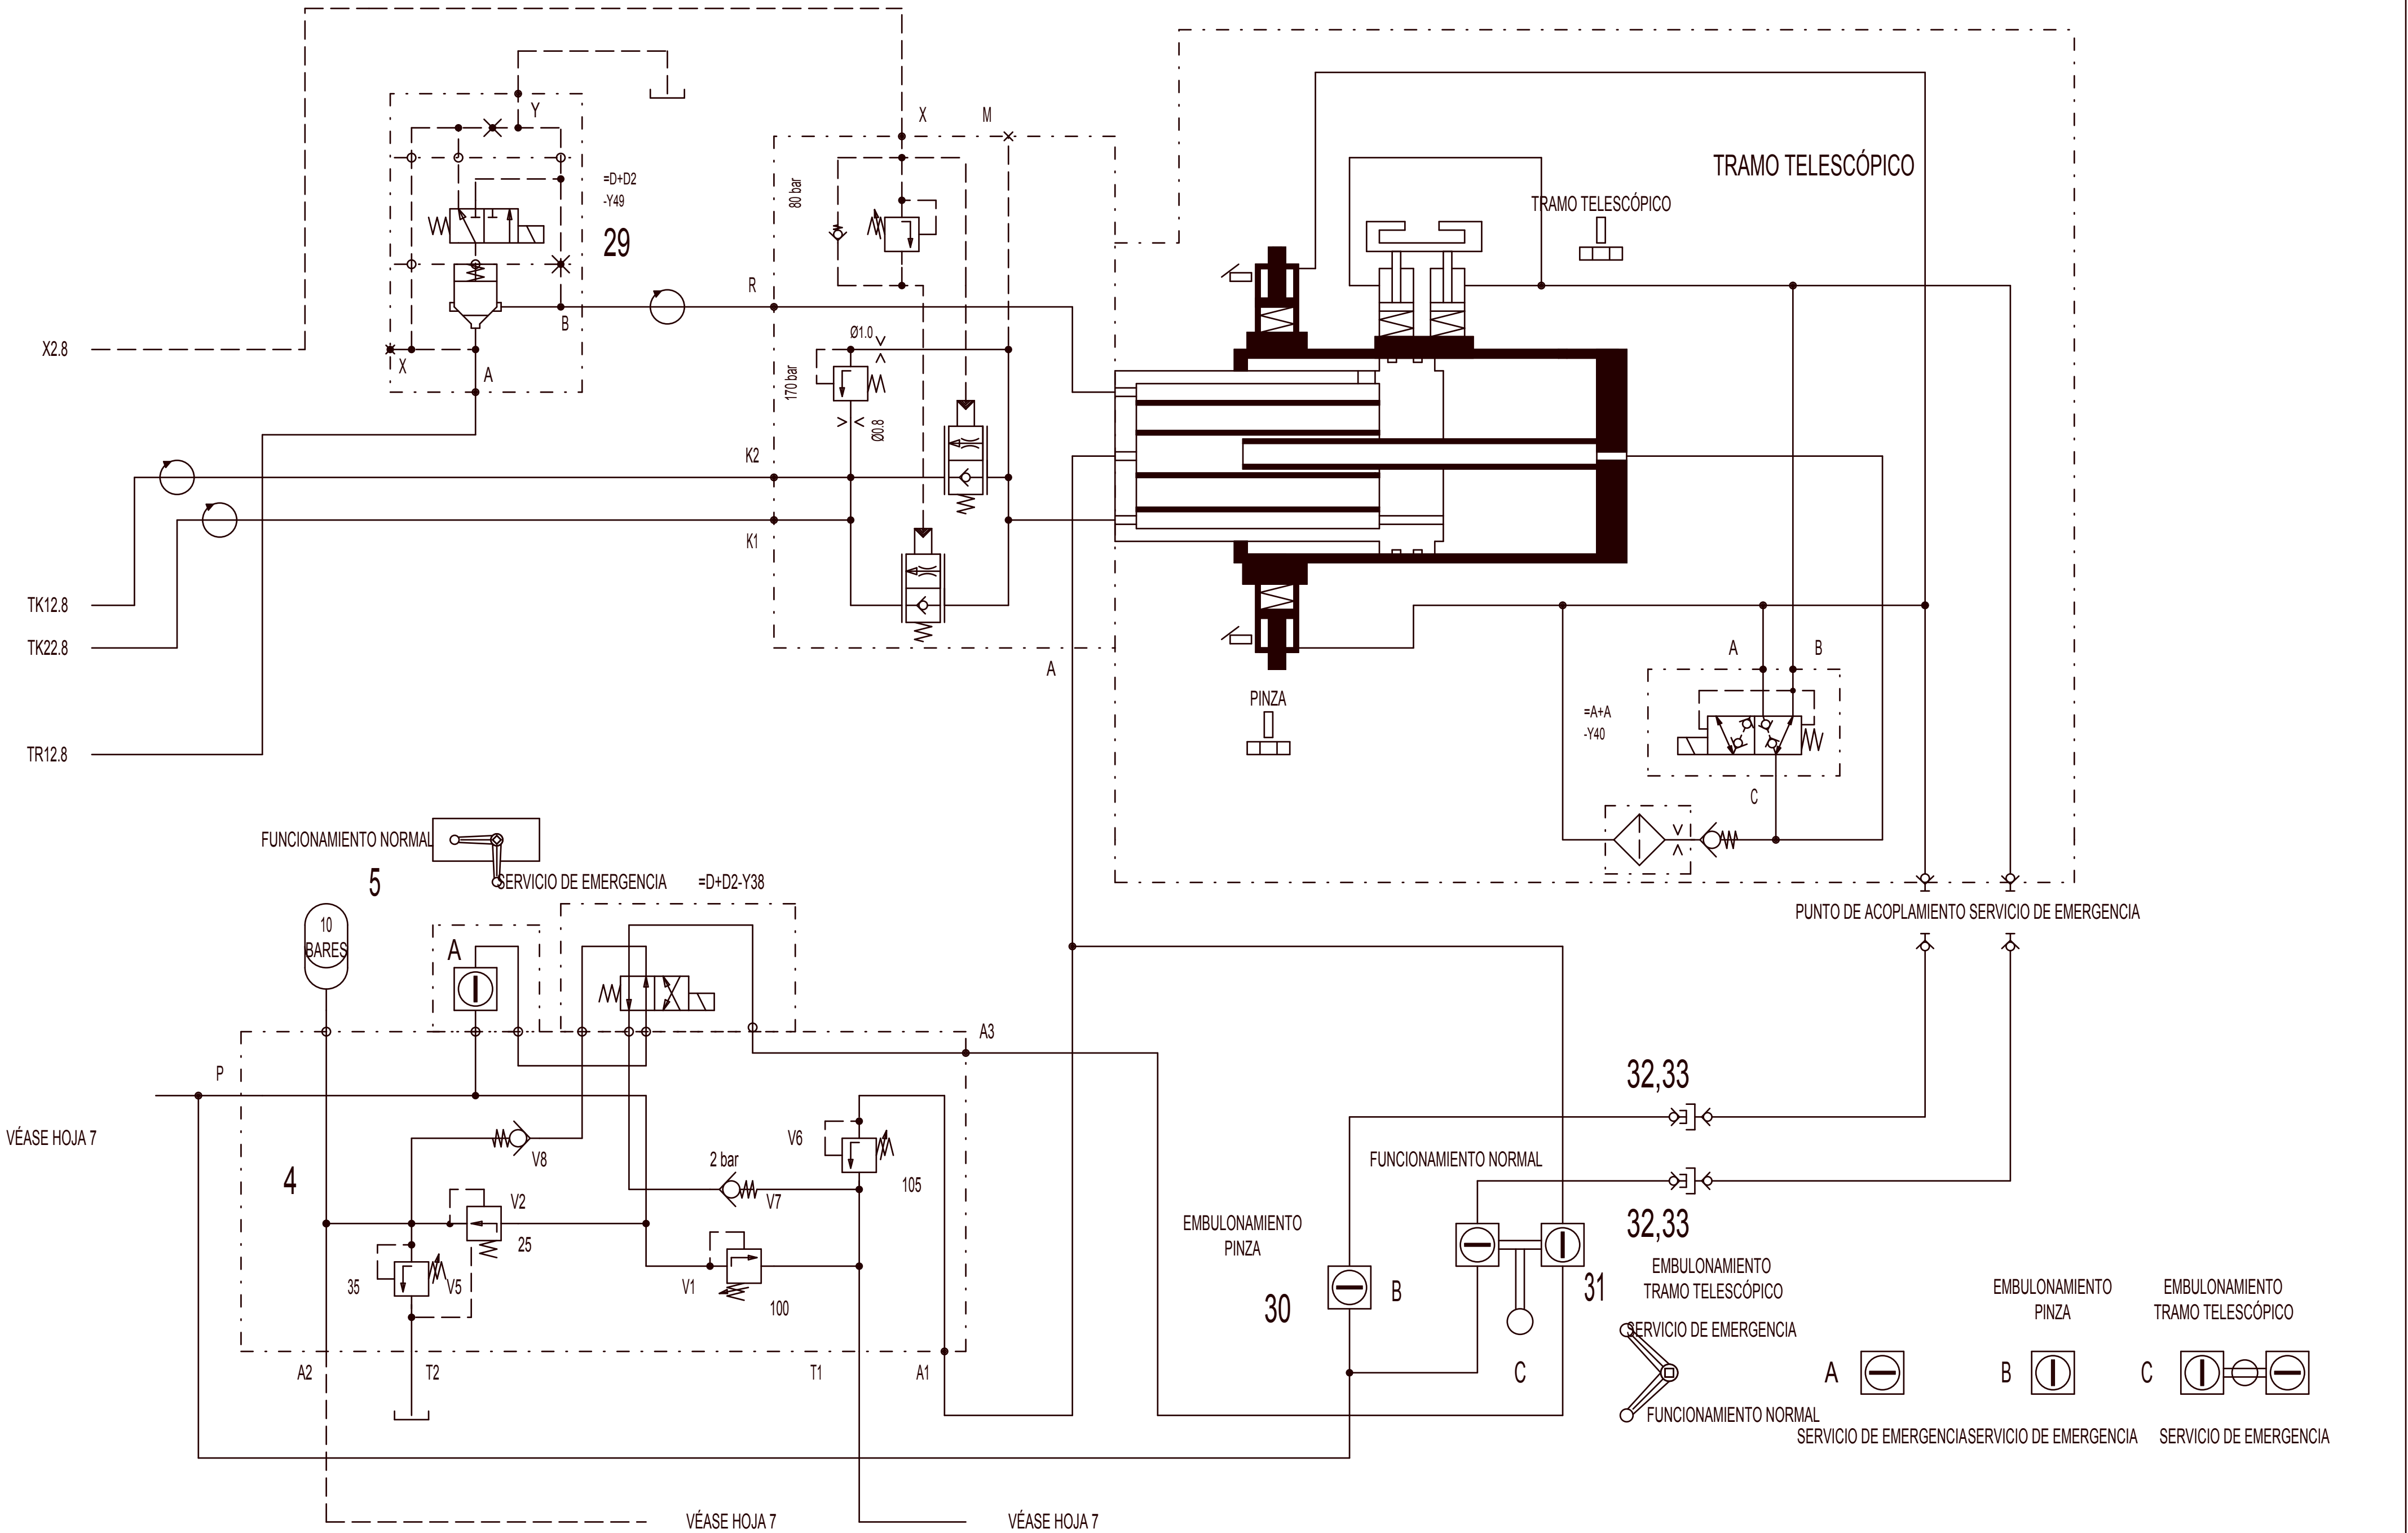 X
M
Y
80 bar
=D+D2
-Y49
29
TRAMO TELESCÓPICO
TRAMO TELESCÓPICO
R
B
Ø1.0
X2.8
X
A
170 bar
Ø0.8
K2
K1
TK12.8
TK22.8
A
A
B
PINZA
=A+A
-Y40
TR12.8
C
FUNCIONAMIENTO NORMAL
5
SERVICIO DE EMERGENCIA
=D+D2-Y38
10
BARES
A
PUNTO DE ACOPLAMIENTO SERVICIO DE EMERGENCIA
A3
P
32,33
VÉASE HOJA 7
V8
V6
2 bar
FUNCIONAMIENTO NORMAL
4
V2
V7
105
25
EMBULONAMIENTO
PINZA
32,33
35
V5
V1
100
30
B
31
EMBULONAMIENTO
TRAMO TELESCÓPICO
EMBULONAMIENTO
PINZA
EMBULONAMIENTO
TRAMO TELESCÓPICO
SERVICIO DE EMERGENCIA
A2
T2
T1
A1
C
A
B
C
FUNCIONAMIENTO NORMAL
SERVICIO DE EMERGENCIA
SERVICIO DE EMERGENCIA
SERVICIO DE EMERGENCIA
VÉASE HOJA 7
VÉASE HOJA 7